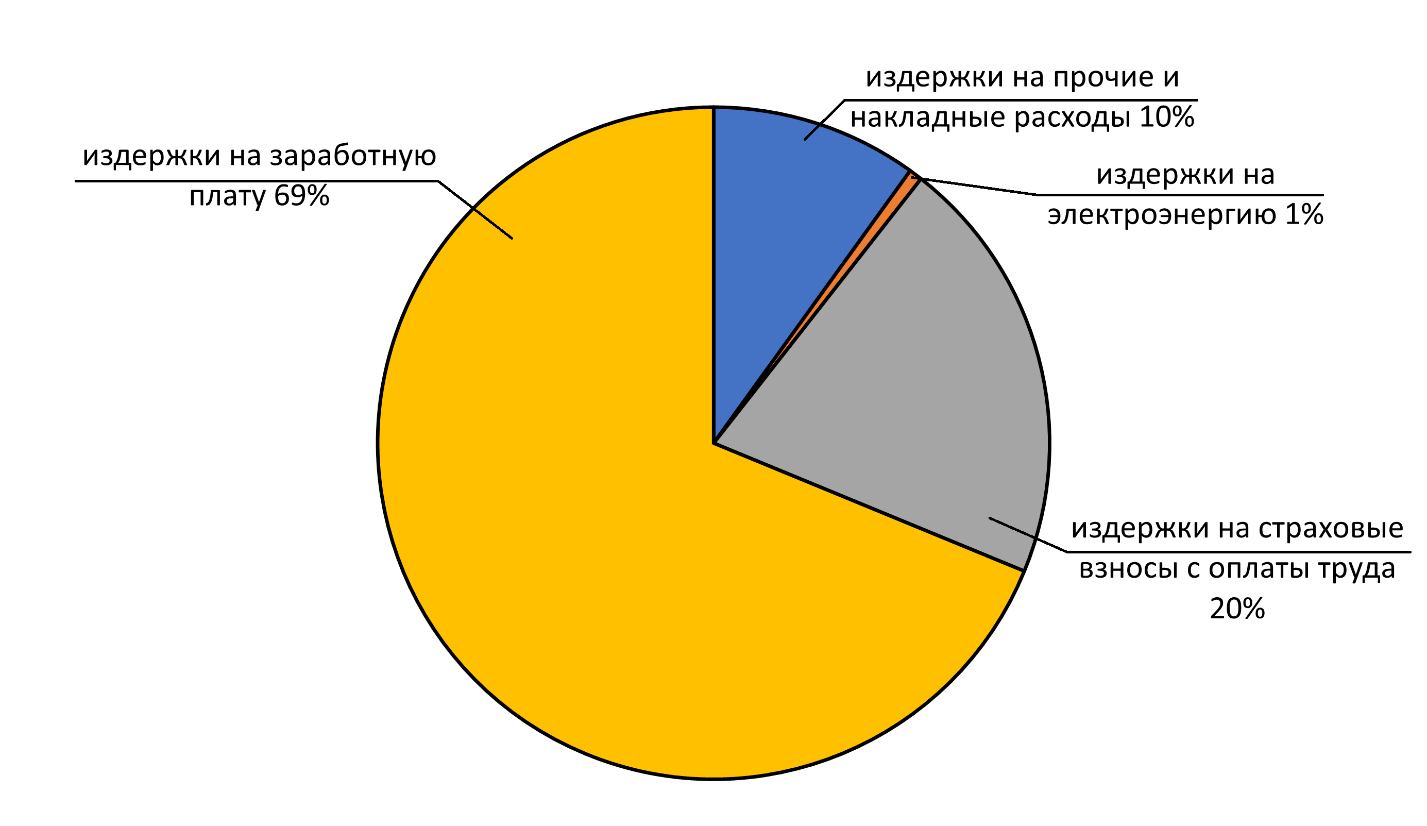 издержки на прочие и
накладные расходы 10%
издержки на заработную
плату 69%
издержки на
электроэнергию 1%
издержки на страховые
взносы с оплаты труда
20%